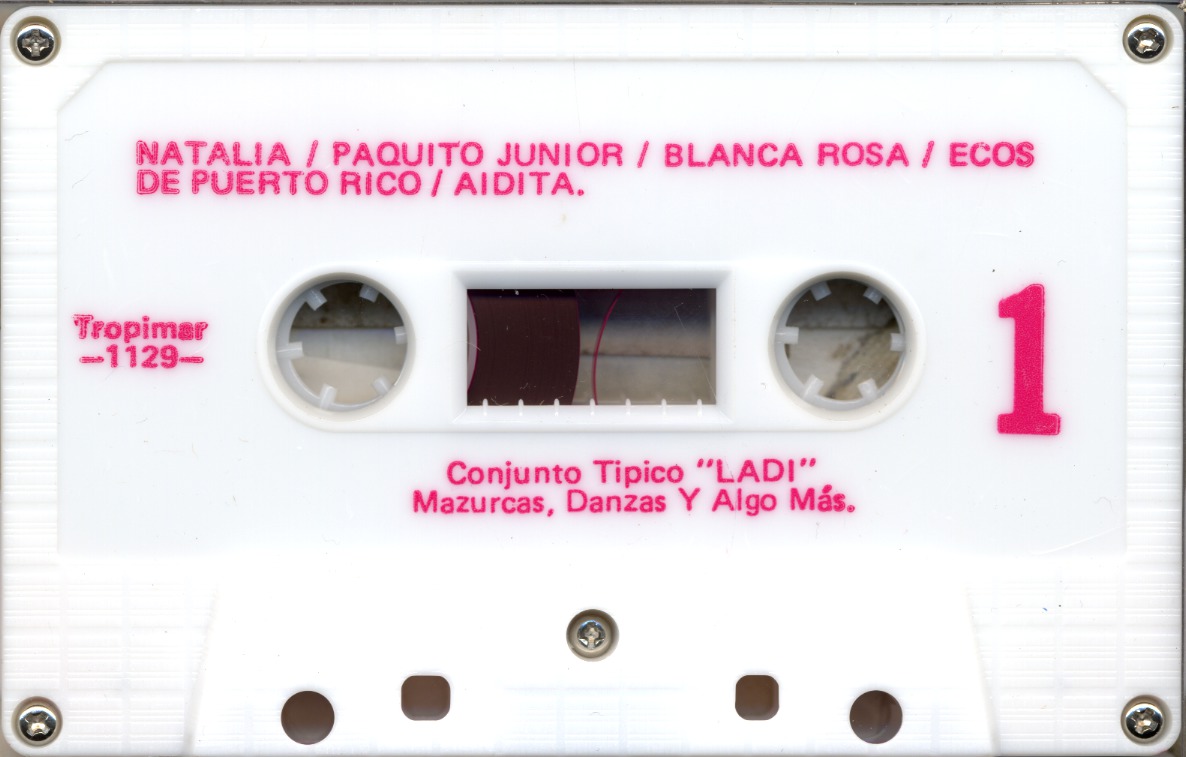 NATALIA / PAQUITO JUNIOR / BLANCA ROSA / ECOS
DE PUERTO RICO / AIDITA.
Tropimar
—1129—
1
Conjunto Tipico "LADI"
Mazurcas, Danzas Y Algo Más.